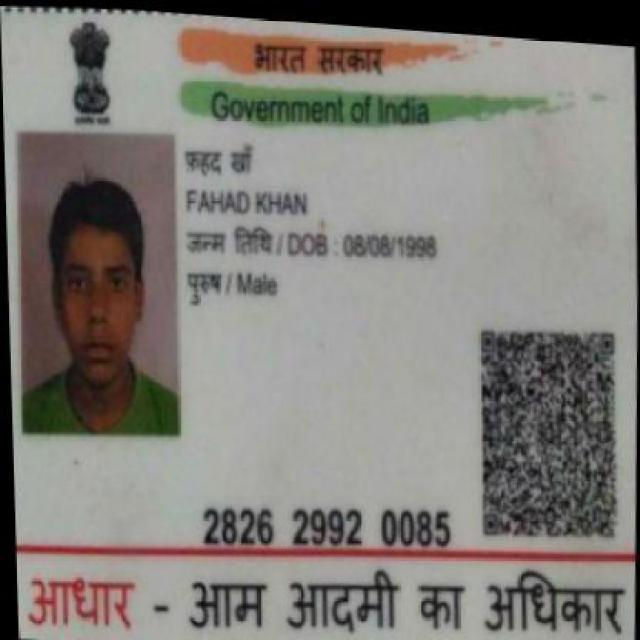 भारत सरकार
Government of India
फ़हद खाँ
FAHAD KHAN
जन्म तिथि / DOB : 08/08/1998
पुरुष / Male
2826 2992 0085
आधार - आम आदमी का अधिकार